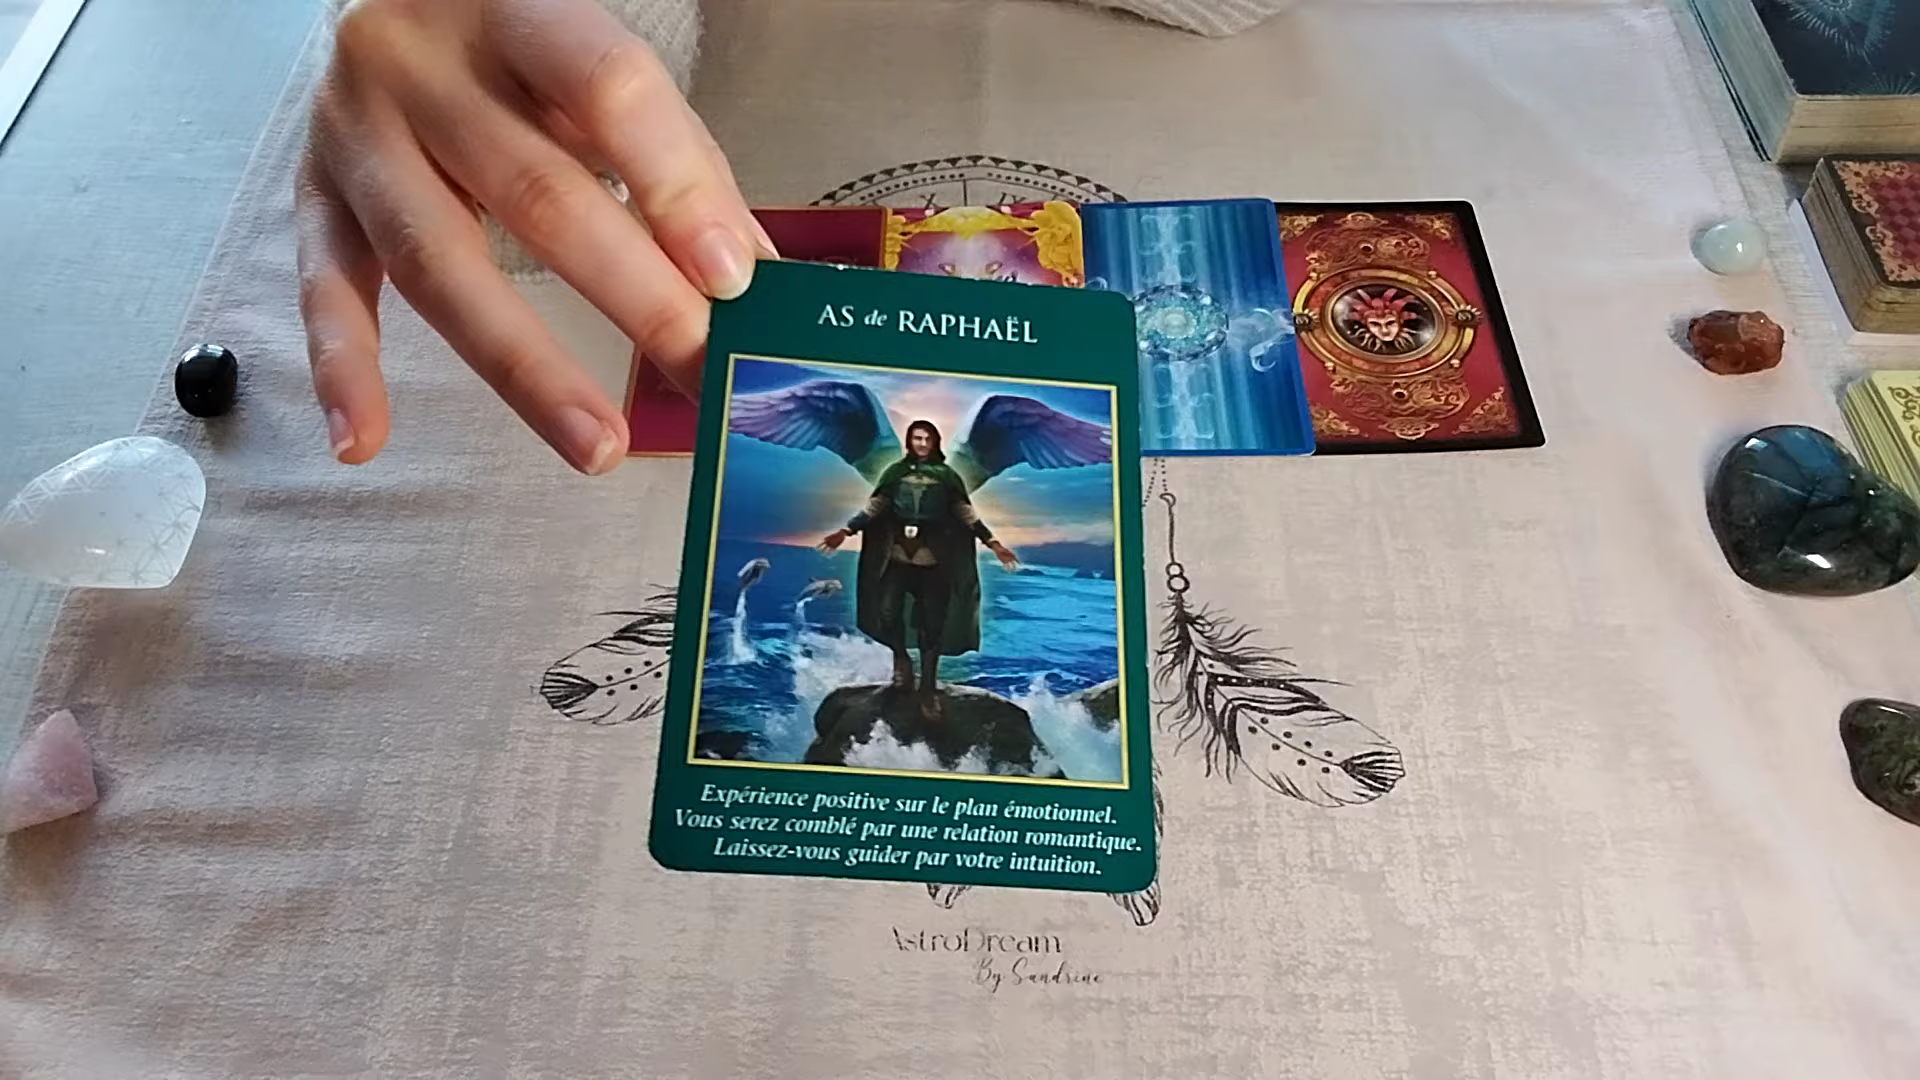 X IX
AS de RAPHAËL
Expérience positive sur le plan émotionnel.
Vous serez comblé par une relation romantique.
Laissez-vous guider par votre intuition.
AstroDream
By Sandrine